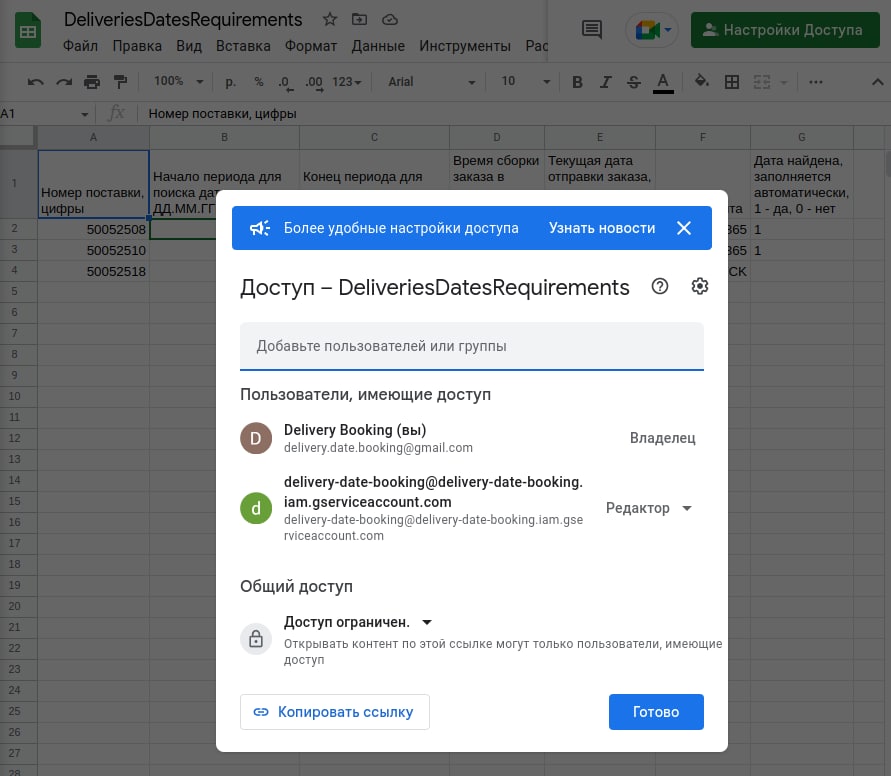 DeliveriesDatesRequirements
Файл Правка Вид Вставка Формат Данные Инструменты Рас
Настройки Доступа
100% р. % .0 .00 123 Arial 10 B I S A
A1 fx Номер поставки, цифры
A B C D E F G
1
Номер поставки,
цифры
Начало периода для
поиска дат
ДД.ММ.ГГ
Конец периода для
Время сборки
заказа в
Текущая дата
отправки заказа,
Дата найдена,
заполняется
автоматически,
1 - да, 0 - нет
2 50052508 365 1
3 50052510 365 1
4 50052518 СК
5
6
7
8
9
10
11
12
13
14
15
16
17
18
19
20
21
22
23
24
25
26
27
28
Более удобные настройки доступа Узнать новости
Доступ – DeliveriesDatesRequirements
Добавьте пользователей или группы
Пользователи, имеющие доступ
D
Delivery Booking (вы)
delivery.date.booking@gmail.com
Владелец
d
delivery-date-booking@delivery-date-booking.
iam.gserviceaccount.com
delivery-date-booking@delivery-date-booking.iam.gse
rviceaccount.com
Редактор
Общий доступ
Доступ ограничен.
Открывать контент по этой ссылке могут только пользователи, имеющие
доступ
Копировать ссылку
Готово